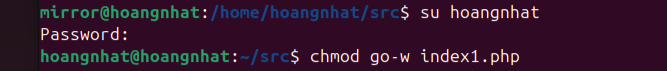 mirror@hoangnhat:/home/hoangnhat/src$ su hoangnhat
Password:
hoangnhat@hoangnhat:~/src$ chmod go-w index1.php